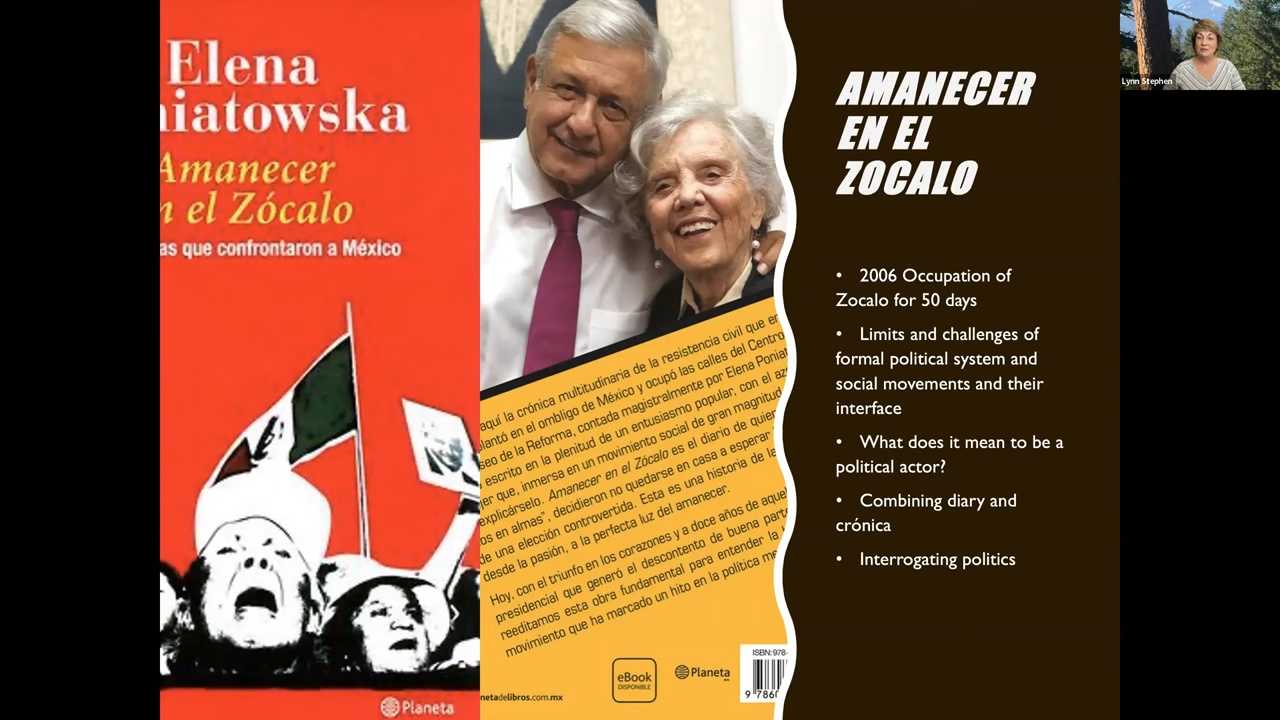 Elena
niatowska
Amanecer
n el Zócalo
as que confrontaron a México
Planeta
aquí la crónica multitudinaria de la resistencia civil que
lantó en el ombligo de México y ocupó las calles del Centro
seo de la Reforma, contada magistralmente por Elena Poniat
escrito en la plenitud de un entusiasmo popular, con el
jer que, inmersa en un movimiento social de gran magnitud
explicárselo. Amanecer en el Zócalo es el diario de quien
os en almas", decidieron no quedarse en casa a esperar
de una elección controvertida. Esta es una historia de la
desde la pasión, a la perfecta luz del amanecer.
Hoy, con el triunfo en los corazones y a doce años de aquel
presidencial que generó el descontento de buena part
reeditamos esta obra fundamental para entender la
movimiento que ha marcado un hito en la política me
netadelibros.com.mx
eBook
DISPONIBLE
Planeta
ISBN: 978-
9 786
AMANECER
EN EL
ZOCALO
• 2006 Occupation of
Zocalo for 50 days
• Limits and challenges of
formal political system and
social movements and their
interface
• What does it mean to be a
political actor?
• Combining diary and
crónica
• Interrogating politics
Lynn Stephen